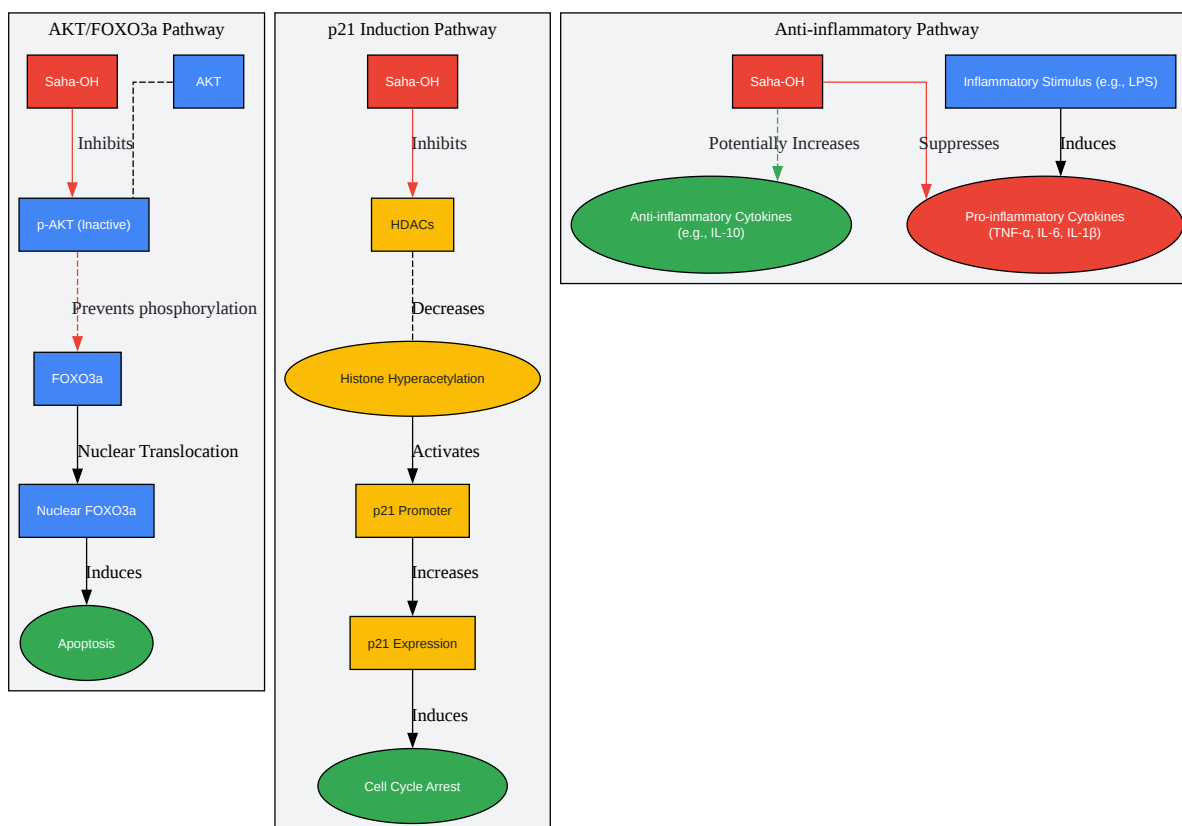 AKT/FOXO3a Pathway
Saha-OH
AKT
Inhibits
p-AKT (Inactive)
Prevents phosphorylation
FOXO3a
Nuclear Translocation
Nuclear FOXO3a
Induces
Apoptosis
p21 Induction Pathway
Saha-OH
Inhibits
HDACs
Decreases
Histone Hyperacetylation
Activates
p21 Promoter
Increases
p21 Expression
Induces
Cell Cycle Arrest
Anti-inflammatory Pathway
Saha-OH
Inflammatory Stimulus (e.g., LPS)
Potentially Increases
Suppresses
Induces
Anti-inflammatory Cytokines
(e.g., IL-10)
Pro-inflammatory Cytokines
(TNF-α, IL-6, IL-1β)